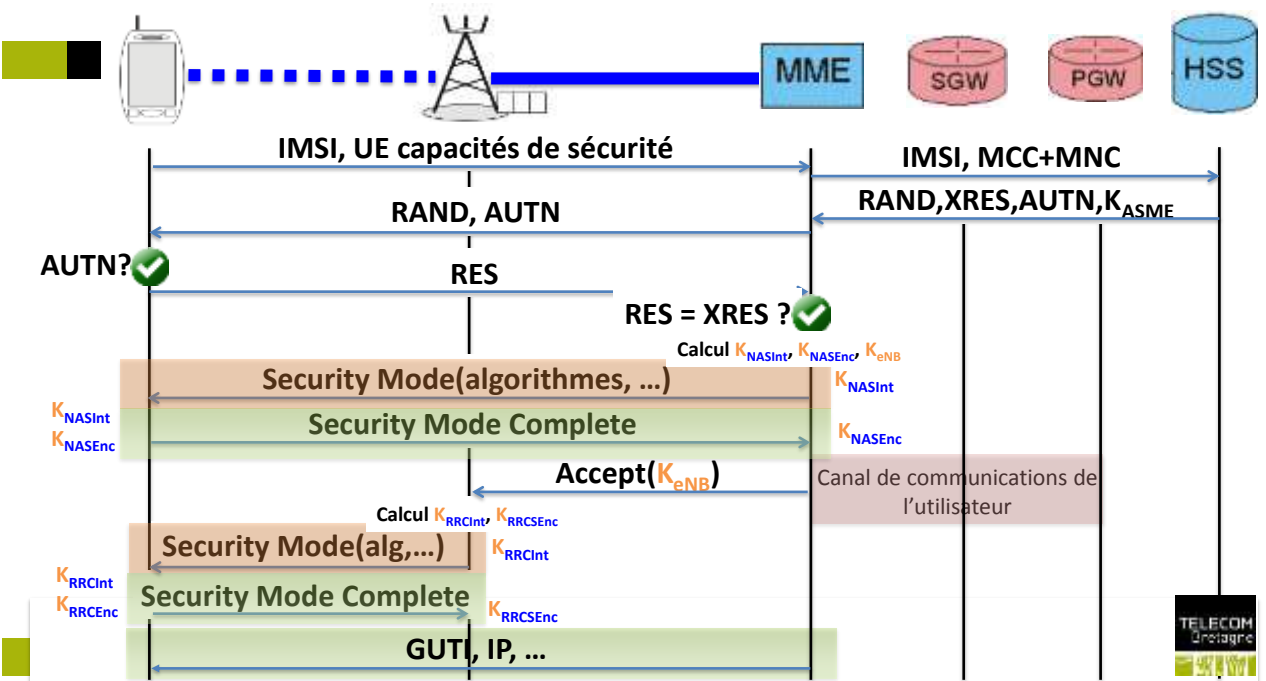 MME
SGW
PGW
HSS
IMSI, UE capacités de sécurité
IMSI, MCC+MNC
RAND,XRES,AUTN,KASME
RAND, AUTN
AUTN?
RES
RES = XRES ?
Calcul KNASInt, KNASEnc, KeNB
Security Mode(algorithmes, …)
KNASInt
KNASInt
Security Mode Complete
KNASEnc
KNASEnc
Accept(KeNB)
Canal de communications de
l'utilisateur
Calcul KRRCInt, KRRCSEnc
Security Mode(alg,…)
KRRCInt
KRRCInt
Security Mode Complete
KRRCEnc
KRRCSEnc
GUTI, IP, …
TELECOM
Bretagne